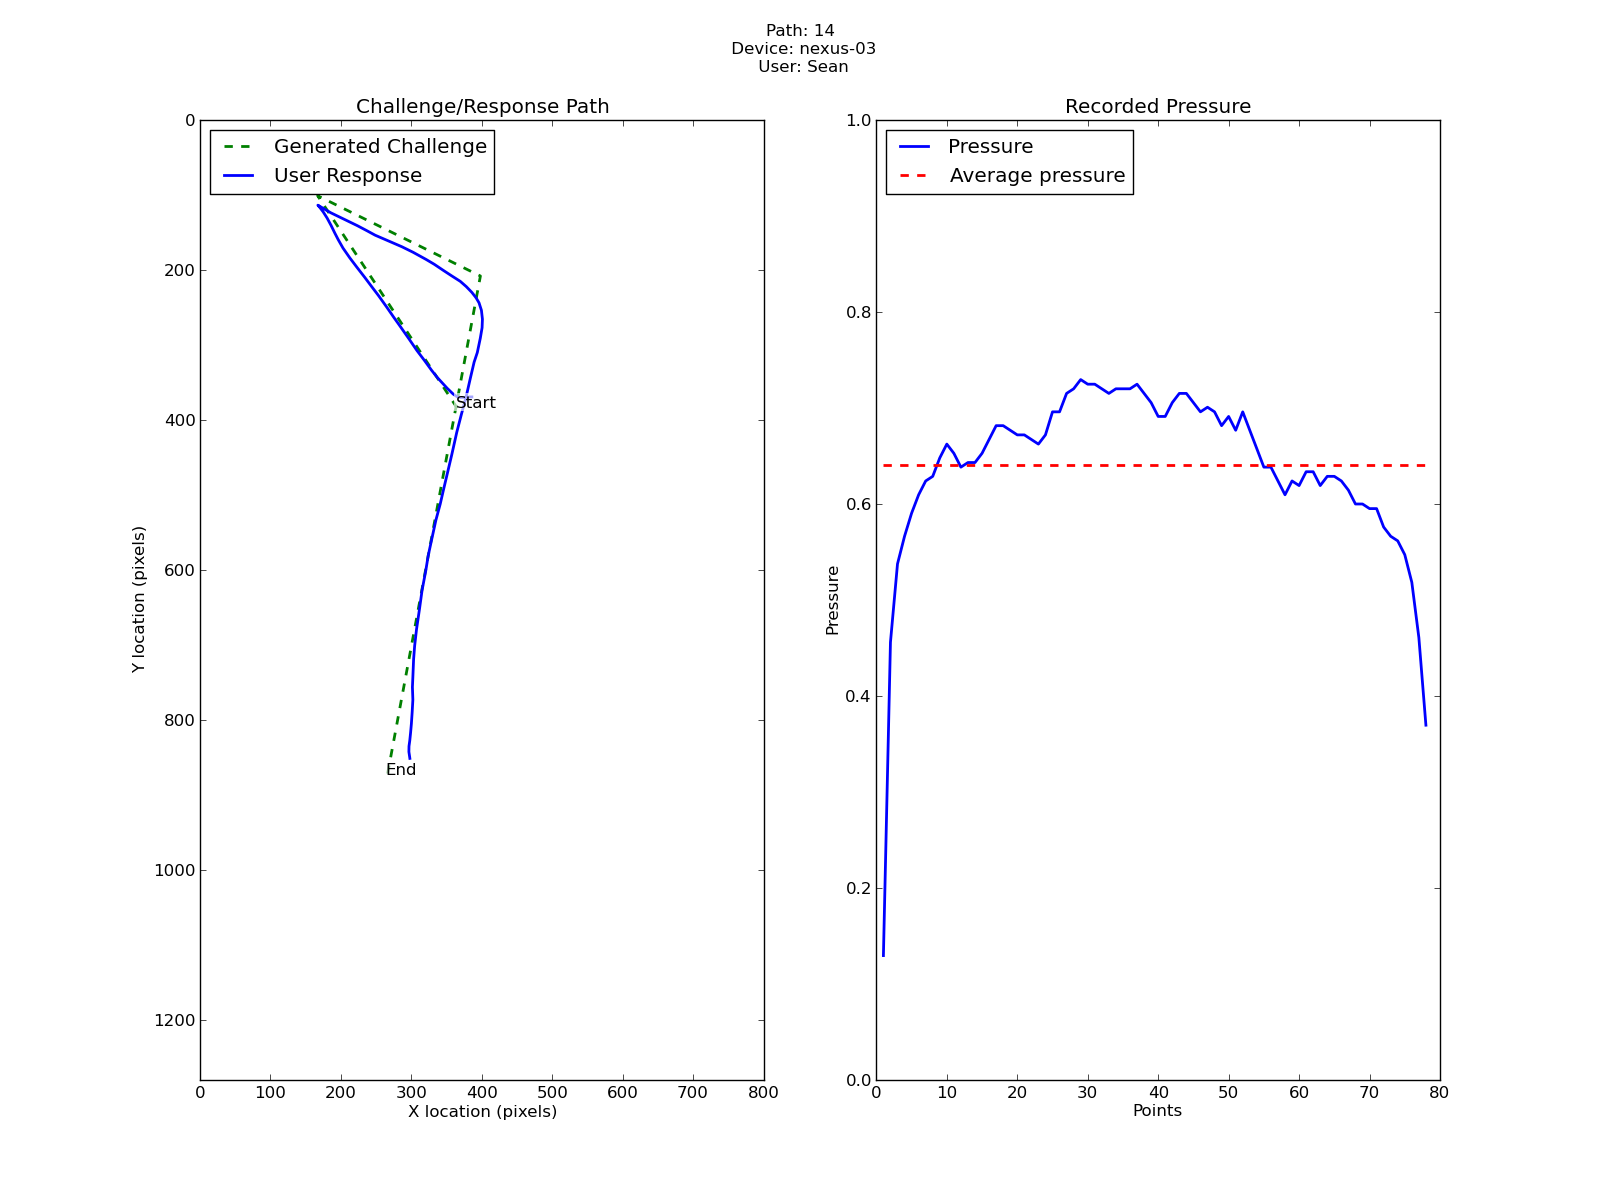 Path: 14
Device: nexus-03
User: Sean
Challenge/Response Path
Generated Challenge
User Response
Start
End
0
200
400
600
800
1000
1200
Y location (pixels)
0 100 200 300 400 500 600 700 800
X location (pixels)
Recorded Pressure
Pressure
Average pressure
1.0
0.8
0.6
0.4
0.2
0.0
Pressure
0 10 20 30 40 50 60 70 80
Points